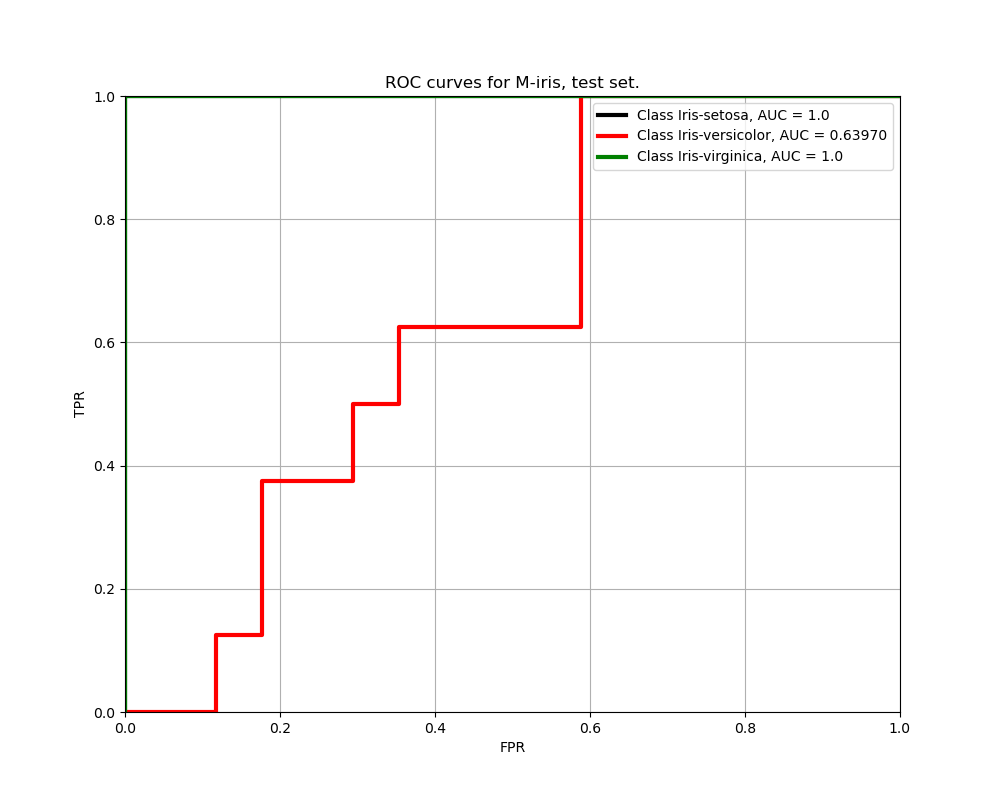 ROC curves for M-iris, test set.
1.0
Class Iris-setosa, AUC = 1.0
Class Iris-versicolor, AUC = 0.63970
Class Iris-virginica, AUC = 1.0
0.8
0.6
TPR
0.4
0.2
0.0
0.0 0.2 0.4 0.6 0.8 1.0
FPR